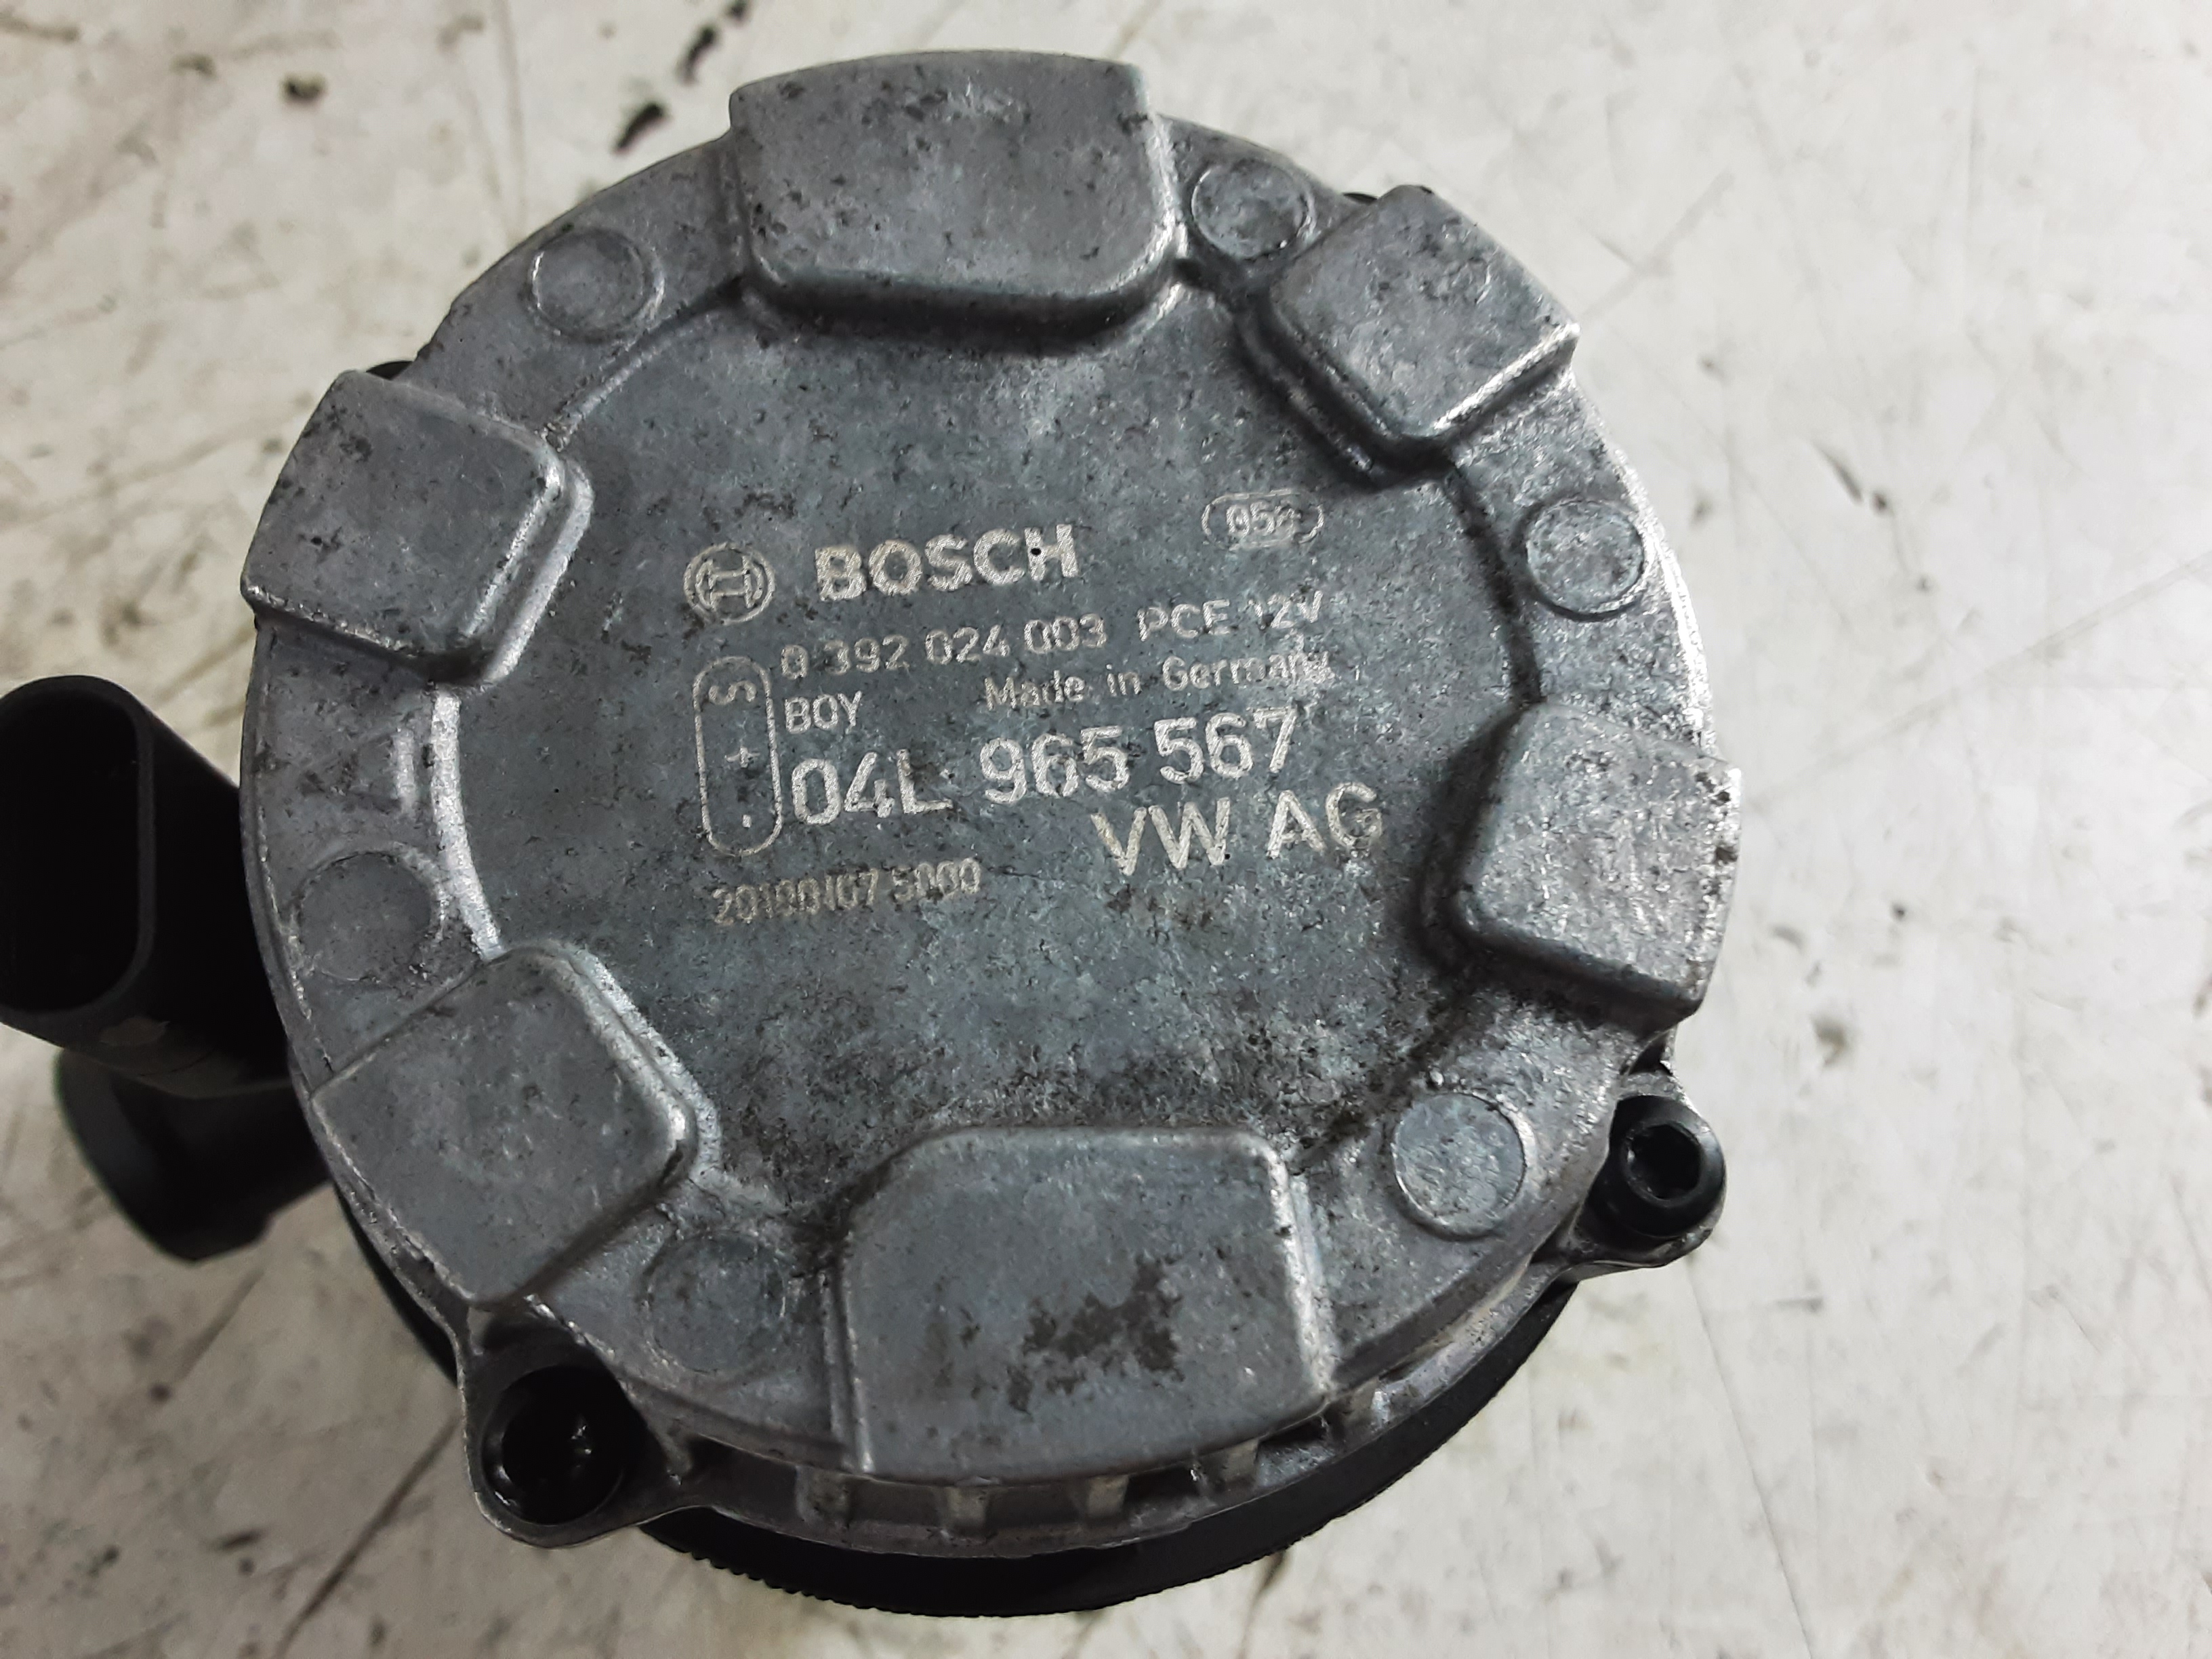 BOSCH
0 392 024 003 PCE 12V
S
BOY Made in Germany
+
04L 965 567
-
VW AG